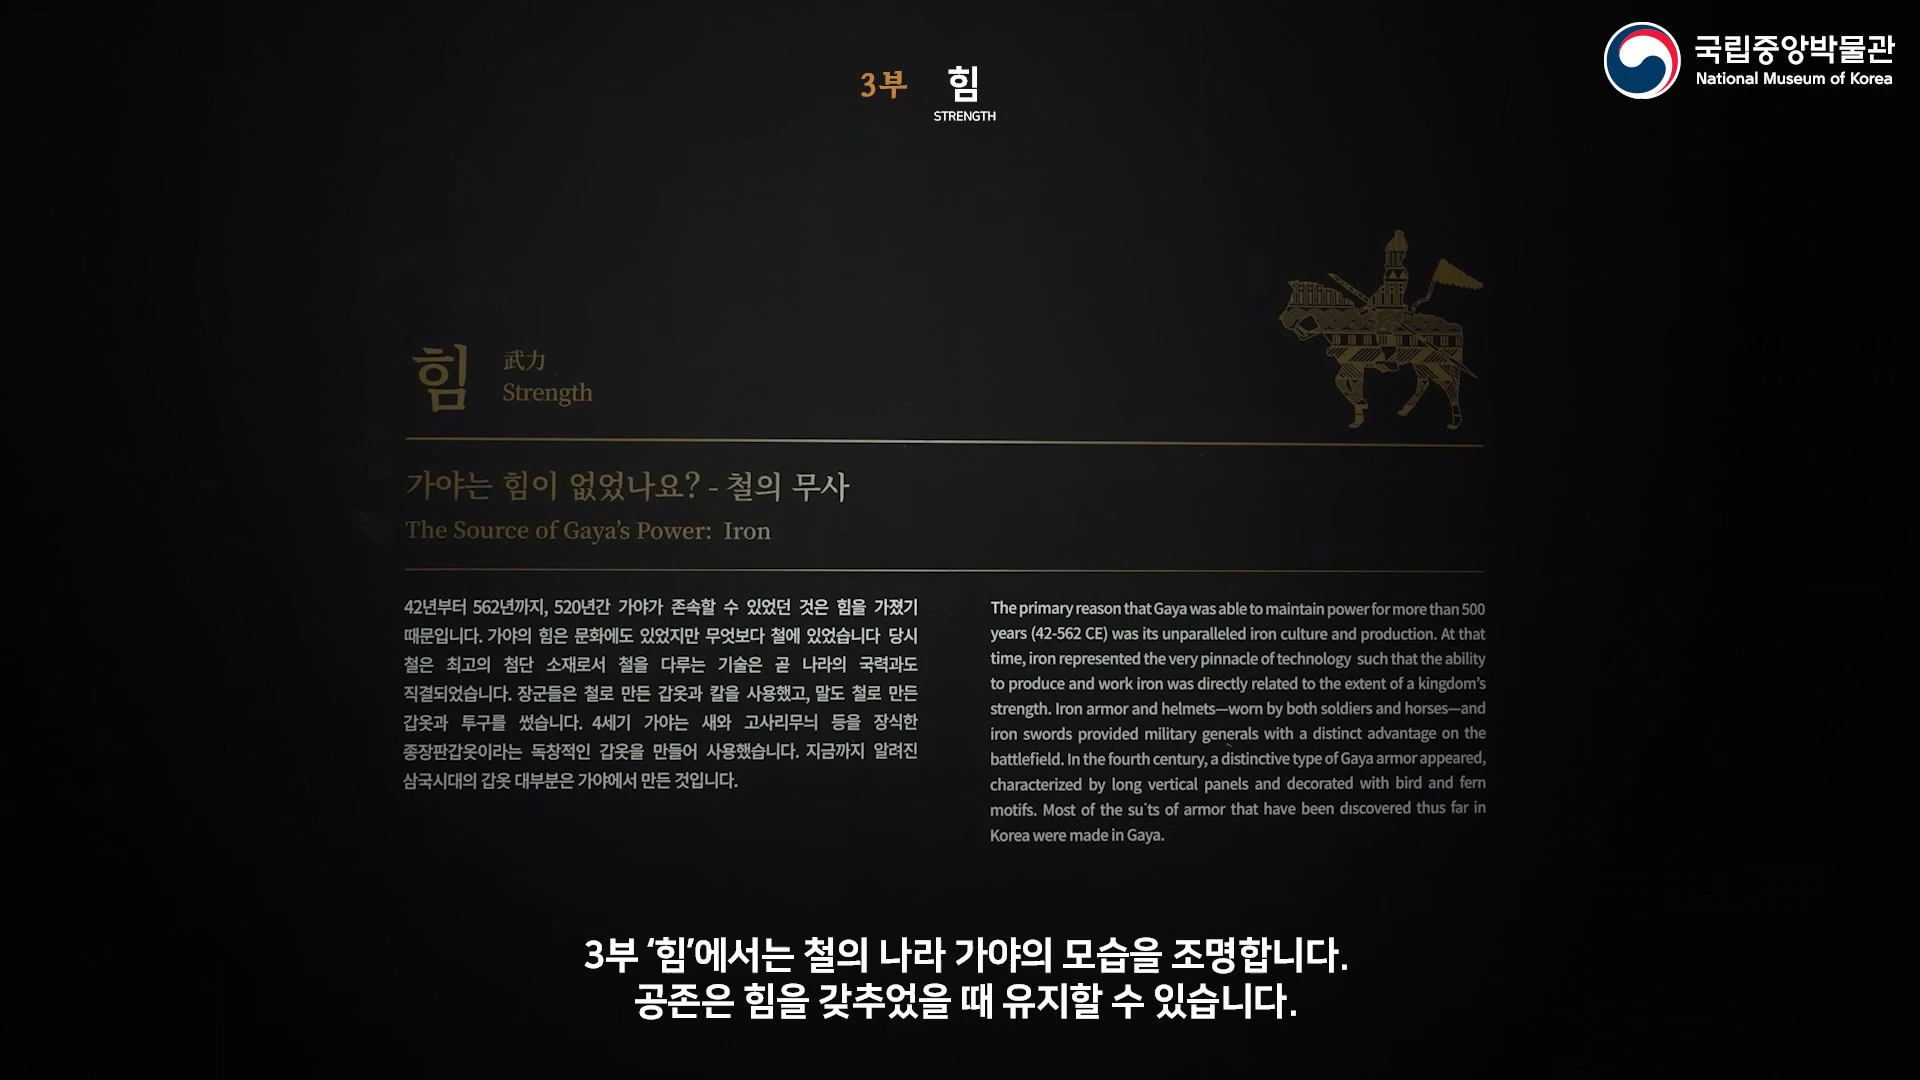 3부 힘
STRENGTH
국립중앙박물관
National Museum of Korea
힘
武力
Strength
가야는 힘이 없었나요? - 철의 무사
The Source of Gaya's Power: Iron
42년부터 562년까지, 520년간 가야가 존속할 수 있었던 것은 힘을 가졌기
때문입니다. 가야의 힘은 문화에도 있었지만 무엇보다 철에 있었습니다 당시
철은 최고의 첨단 소재로서 철을 다루는 기술은 곧 나라의 국력과도
직결되었습니다. 장군들은 철로 만든 갑옷과 칼을 사용했고, 말도 철로 만든
갑옷과 투구를 썼습니다. 4세기 가야는 새와 고사리무늬 등을 장식한
종장판갑옷이라는 독창적인 갑옷을 만들어 사용했습니다. 지금까지 알려진
삼국시대의 갑옷 대부분은 가야에서 만든 것입니다.
The primary reason that Gaya was able to maintain power for more than 500
years (42-562 CE) was its unparalleled iron culture and production. At that
time, iron represented the very pinnacle of technology such that the ability
to produce and work iron was directly related to the extent of a kingdom's
strength. Iron armor and helmets—worn by both soldiers and horses—and
iron swords provided military generals with a distinct advantage on the
battlefield. In the fourth century, a distinctive type of Gaya armor appeared,
characterized by long vertical panels and decorated with bird and fern
motifs. Most of the suits of armor that have been discovered thus far in
Korea were made in Gaya.
3부 ‘힘’에서는 철의 나라 가야의 모습을 조명합니다.
공존은 힘을 갖추었을 때 유지할 수 있습니다.